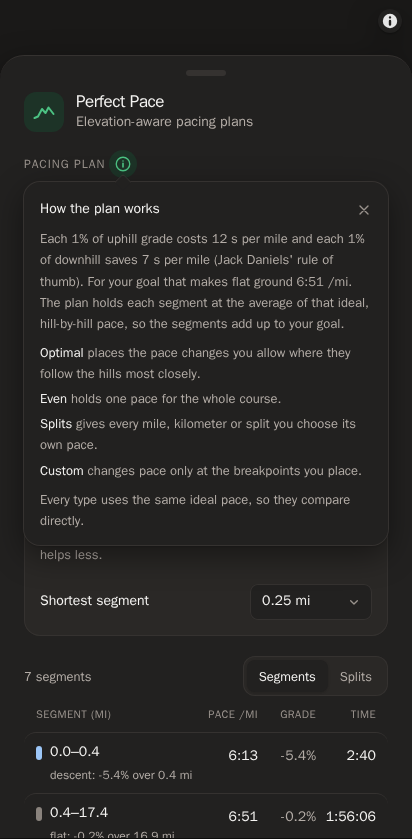 Perfect Pace
Elevation-aware pacing plans
PACING PLAN
How the plan works
Each 1% of uphill grade costs 12 s per mile and each 1%
of downhill saves 7 s per mile (Jack Daniels' rule of
thumb). For your goal that makes flat ground 6:51 /mi.
The plan holds each segment at the average of that ideal,
hill-by-hill pace, so the segments add up to your goal.
Optimal places the pace changes you allow where they
follow the hills most closely.
Even holds one pace for the whole course.
Splits gives every mile, kilometer or split you choose its
own pace.
Custom changes pace only at the breakpoints you place.
Every type uses the same ideal pace, so they compare
directly.
helps less.
Shortest segment 0.25 mi
7 segments Segments Splits
SEGMENT (MI) PACE /MI GRADE TIME
0.0–0.4 6:13 -5.4% 2:40
descent: -5.4% over 0.4 mi
0.4–17.4 6:51 -0.2% 1:56:06
flat: -0.2% over 16.9 mi